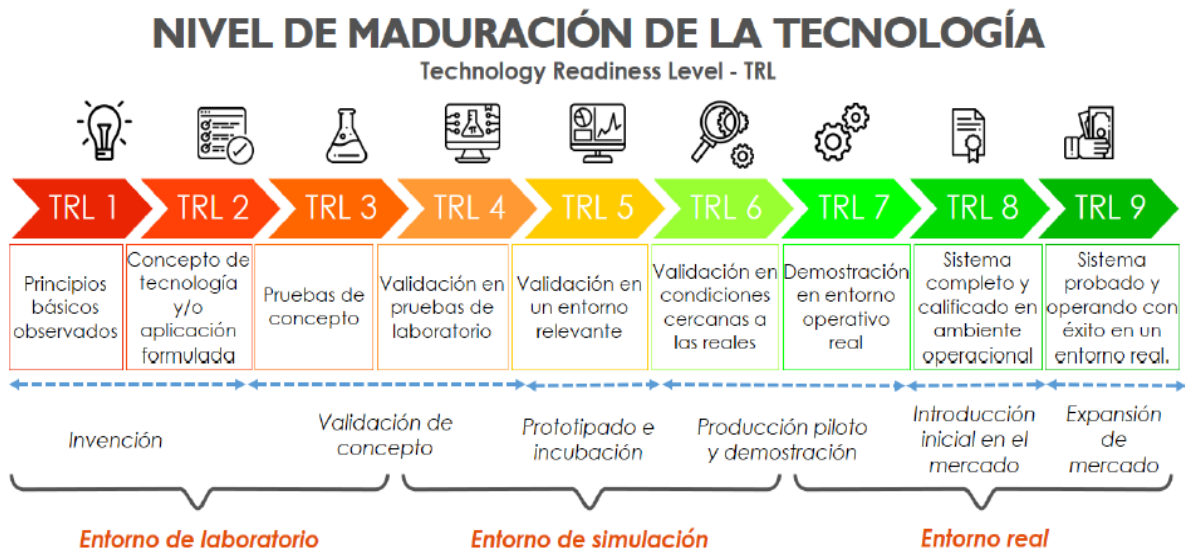 NIVEL DE MADURACIÓN DE LA TECNOLOGÍA
Technology Readiness Level - TRL
TRL 1
TRL 2
TRL 3
TRL 4
TRL 5
TRL 6
TRL 7
TRL 8
TRL 9
Principios
básicos
observados
Concepto de
tecnología
y/o
aplicación
formulada
Pruebas de
concepto
Validación en
pruebas de
laboratorio
Validación en
un entorno
relevante
Validación en
condiciones
cercanas a
las reales
Demostración
en entorno
operativo
real
Sistema
completo y
calificado en
ambiente
operacional
Sistema
probado y
operando con
éxito en un
entorno real.
Invención
Validación de
concepto
Prototipado e
incubación
Producción piloto
y demostración
Introducción
inicial en el
mercado
Expansión
de
mercado
Entorno de laboratorio
Entorno de simulación
Entorno real